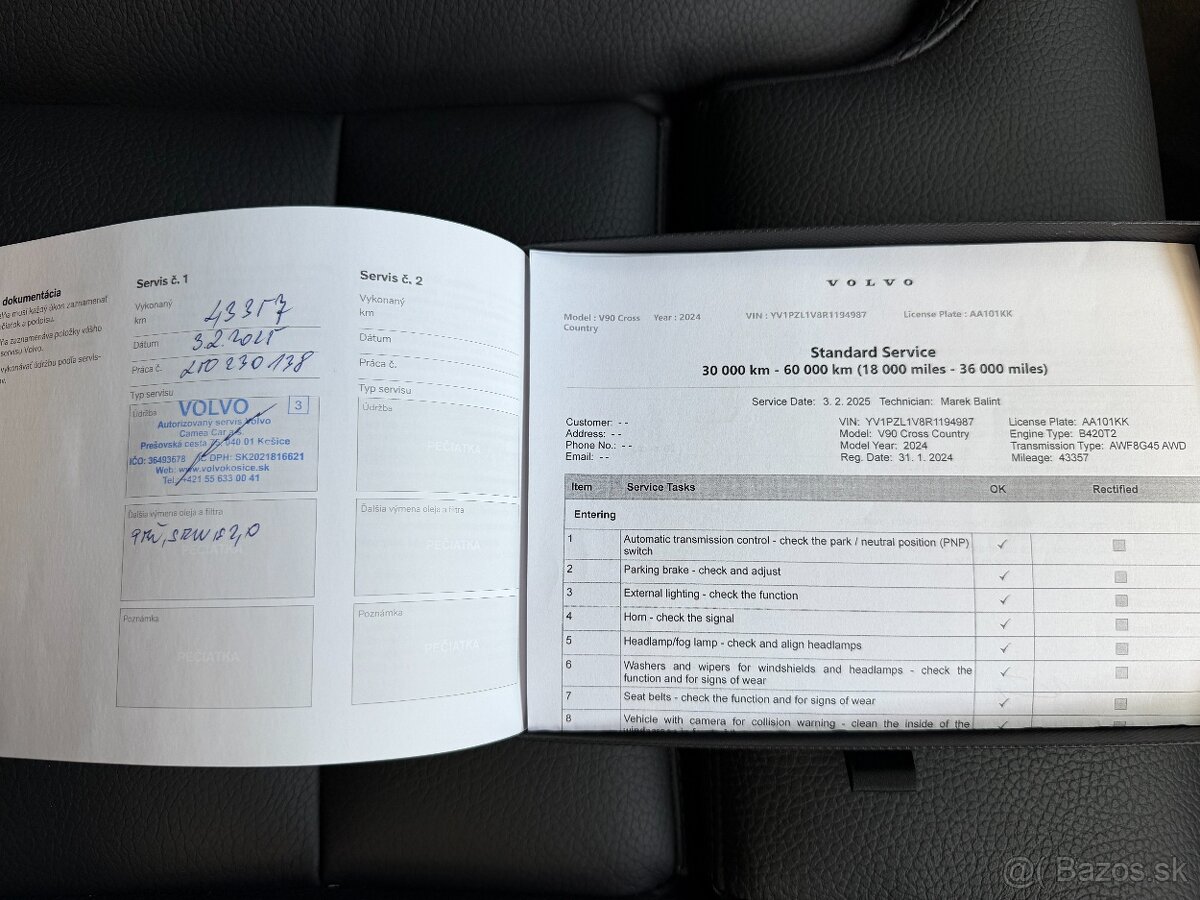 dokumentácia
Servis č. 1
Vykonaný
km 43357
Dátum 3.2.2025
Práca č. 210230138
Typ servisu
Údržba
VOLVO 3
Autorizovaný servis Volvo
Camea Car a.s.
Prešovská cesta 75, 040 01 Košice
IČO: 36493678 IČ DPH: SK2021816621
Web: www.volvokosice.sk
Tel.: +421 55 633 00 41
Ďalšia výmena oleja a filtra
Poznámka
PEČIATKA
Servis č. 2
Vykonaný
km
Dátum
Práca č.
Typ servisu
Údržba
PEČIATKA
Ďalšia výmena oleja a filtra
PEČIATKA
Poznámka
PEČIATKA
VOLVO
Model : V90 Cross Country Year : 2024 VIN : YV1PZL1V8R1194987 License Plate : AA101KK
Standard Service
30 000 km - 60 000 km (18 000 miles - 36 000 miles)
Service Date: 3. 2. 2025 Technician: Marek Balint
Customer: - - VIN: YV1PZL1V8R1194987 License Plate: AA101KK
Address: - - Model: V90 Cross Country Engine Type: B420T2
Phone No.: - - Model Year: 2024 Transmission Type: AWF8G45 AWD
Email: - - Reg. Date: 31. 1. 2024 Mileage: 43357
Item Service Tasks OK Rectified
Entering
1 Automatic transmission control - check the park / neutral position (PNP)
switch
2 Parking brake - check and adjust
3 External lighting - check the function
4 Horn - check the signal
5 Headlamp/fog lamp - check and align headlamps
6 Washers and wipers for windshields and headlamps - check the
function and for signs of wear
7 Seat belts - check the function and for signs of wear
8 Vehicle with camera for collision warning - clean the inside of the
@r Bazos.sk